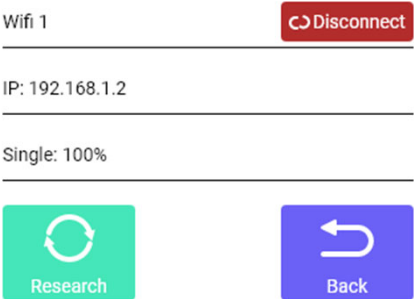 Wifi 1
Disconnect
IP: 192.168.1.2
Single: 100%
Research
Back